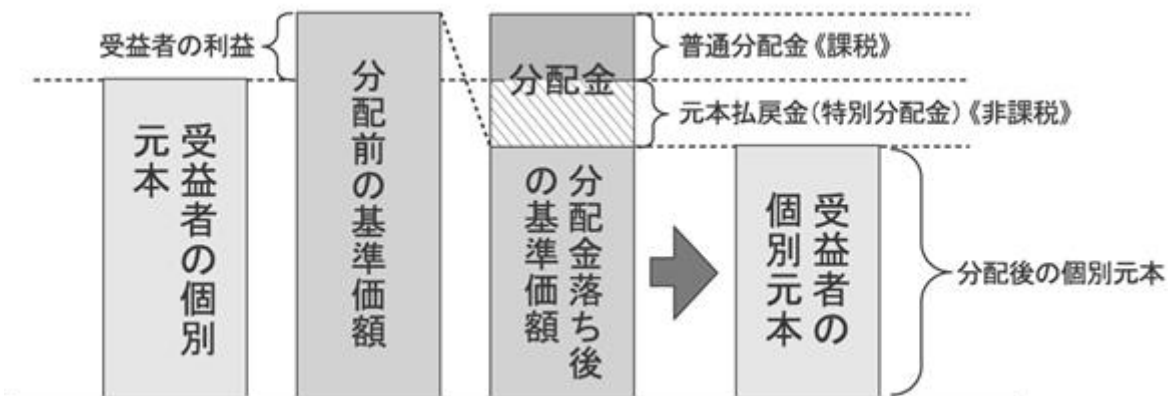 受益者の利益
受益者の個別
元本
分配前の基準価額
分配金
分配金落ち後
の基準価額
普通分配金《課税》
元本払戻金(特別分配金)《非課税》
受益者の
個別元本
分配後の個別元本